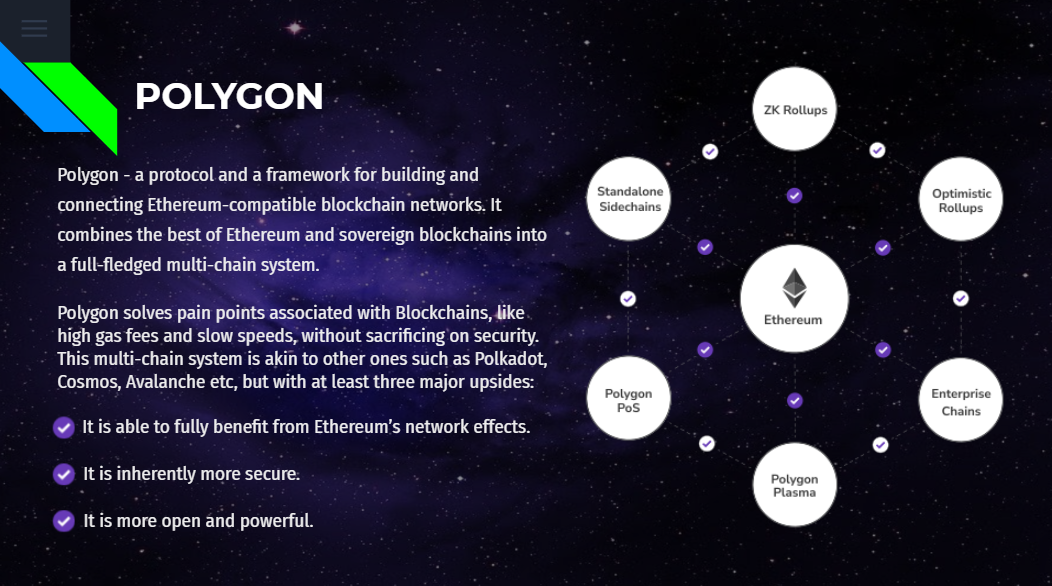 POLYGON
Polygon - a protocol and a framework for building and
connecting Ethereum-compatible blockchain networks. It
combines the best of Ethereum and sovereign blockchains into
a full-fledged multi-chain system.
Polygon solves pain points associated with Blockchains, like
high gas fees and slow speeds, without sacrificing on security.
This multi-chain system is akin to other ones such as Polkadot,
Cosmos, Avalanche etc, but with at least three major upsides:
It is able to fully benefit from Ethereum's network effects.
It is inherently more secure.
It is more open and powerful.
ZK Rollups
Standalone
Sidechains
Optimistic
Rollups
Ethereum
Polygon
PoS
Enterprise
Chains
Polygon
Plasma